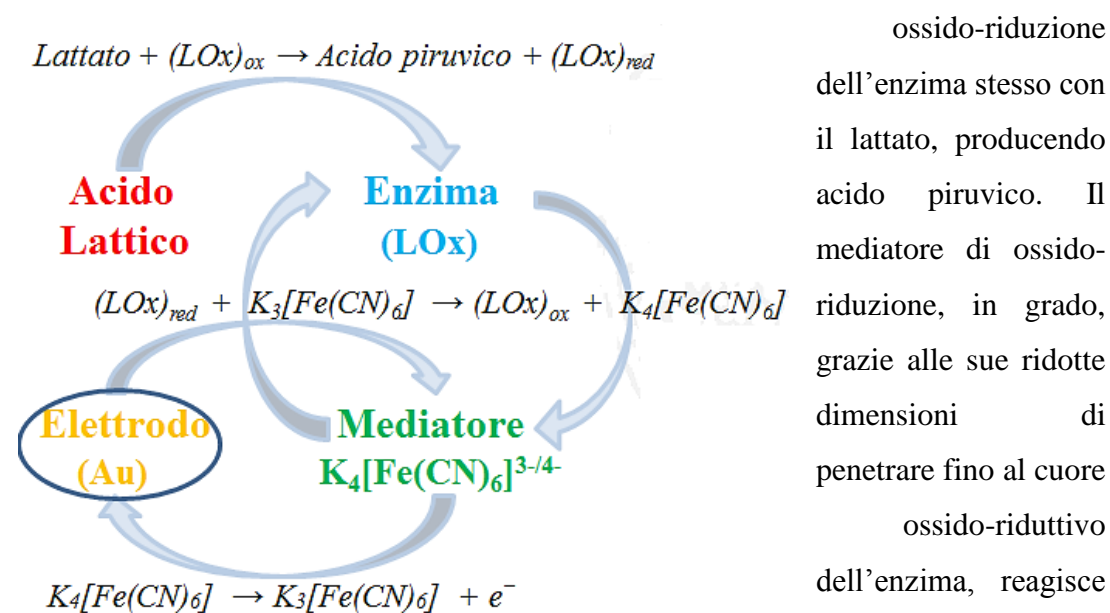 Lattato + (LOx)ox → Acido piruvico + (LOx)red
Acido
Lattico
Enzima
(LOx)
(LOx)red + K3[Fe(CN)6] → (LOx)ox + K4[Fe(CN)6]
Elettrodo
(Au)
Mediatore
K4[Fe(CN)6]3-/4-
K4[Fe(CN)6] → K3[Fe(CN)6] + e−
ossido-riduzione
dell’enzima stesso con
il lattato, producendo
acido piruvico. Il
mediatore di ossido-
riduzione, in grado,
grazie alle sue ridotte
dimensioni di
penetrare fino al cuore
ossido-riduttivo
dell’enzima, reagisce